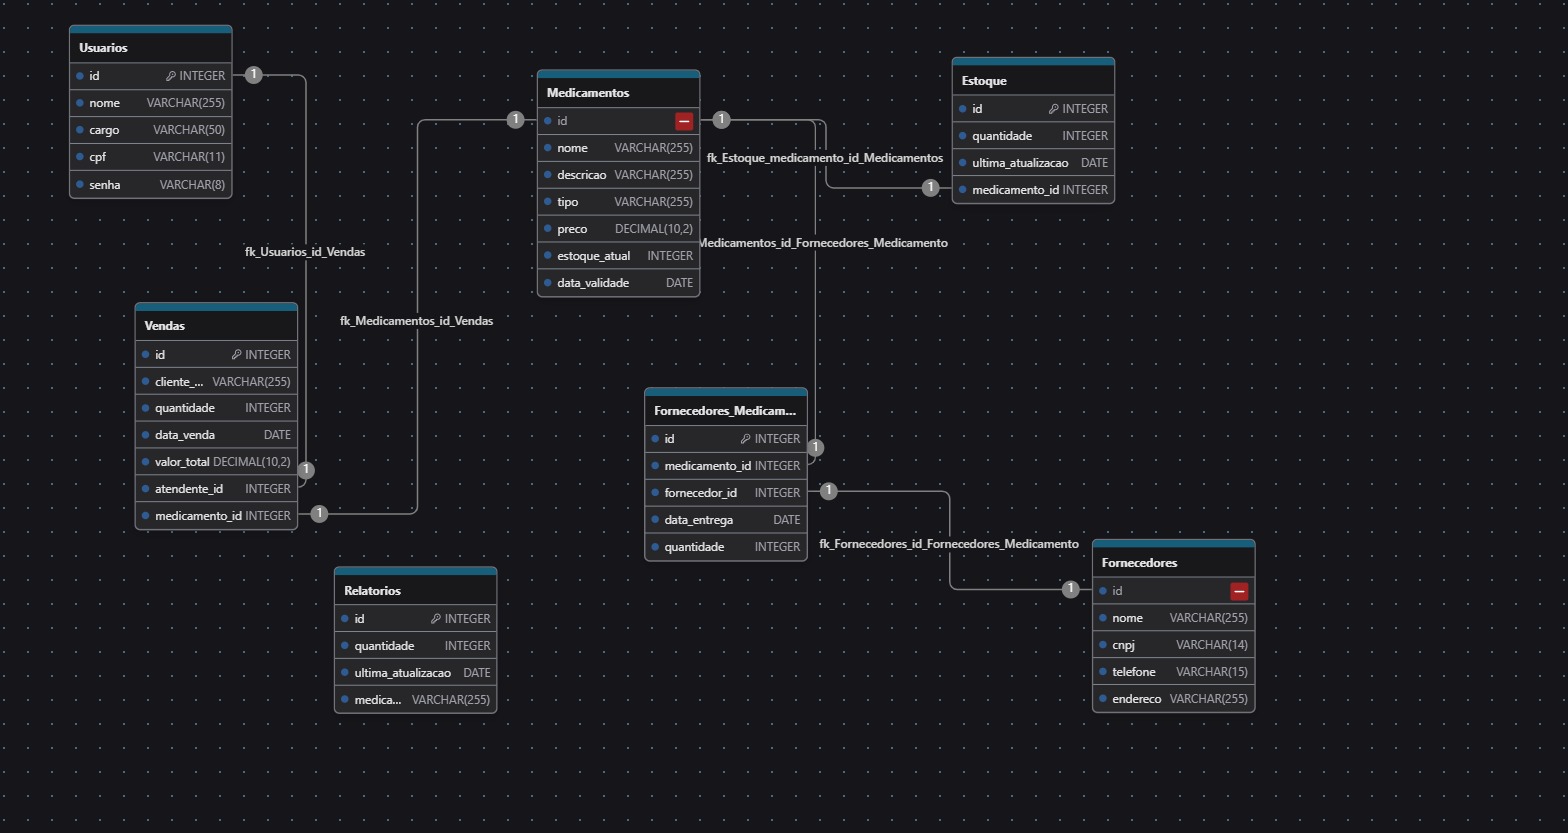 Usuarios
id INTEGER
nome VARCHAR(255)
cargo VARCHAR(50)
cpf VARCHAR(11)
senha VARCHAR(8)
1
1
fk_Usuarios_id_Vendas
Medicamentos
id
nome VARCHAR(255)
descricao VARCHAR(255)
tipo VARCHAR(255)
preco DECIMAL(10,2)
estoque_atual INTEGER
data_validade DATE
1
1
fk_Medicamentos_id_Vendas
Estoque
id INTEGER
quantidade INTEGER
ultima_atualizacao DATE
medicamento_id INTEGER
1
1
fk_Estoque_medicamento_id_Medicamentos
Medicamentos_id_Fornecedores_Medicamento
Vendas
id INTEGER
cliente_... VARCHAR(255)
quantidade INTEGER
data_venda DATE
valor_total DECIMAL(10,2)
atendente_id INTEGER
medicamento_id INTEGER
Fornecedores_Medicam...
id INTEGER
medicamento_id INTEGER
fornecedor_id INTEGER
data_entrega DATE
quantidade INTEGER
1
1
1
fk_Fornecedores_id_Fornecedores_Medicamento
Relatorios
id INTEGER
quantidade INTEGER
ultima_atualizacao DATE
medica... VARCHAR(255)
Fornecedores
id
nome VARCHAR(255)
cnpj VARCHAR(14)
telefone VARCHAR(15)
endereco VARCHAR(255)